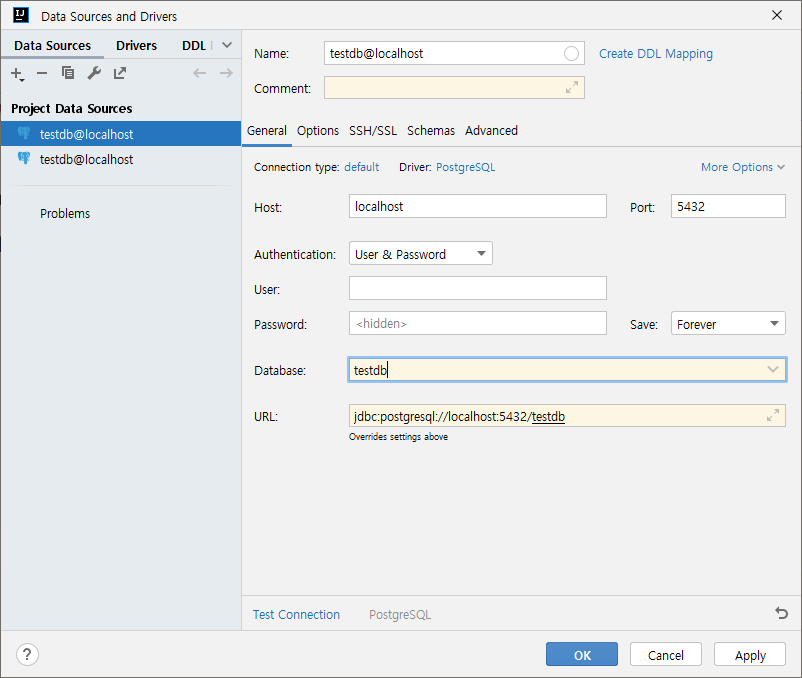 IJ Data Sources and Drivers
Data Sources Drivers DDL
Project Data Sources
testdb@localhost
testdb@localhost
Problems
Name: testdb@localhost Create DDL Mapping
Comment:
General Options SSH/SSL Schemas Advanced
Connection type: default Driver: PostgreSQL More Options
Host: localhost Port: 5432
Authentication: User & Password
User:
Password: <hidden> Save: Forever
Database: testdb
URL: jdbc:postgresql://localhost:5432/testdb
Overrides settings above
Test Connection PostgreSQL
? OK Cancel Apply